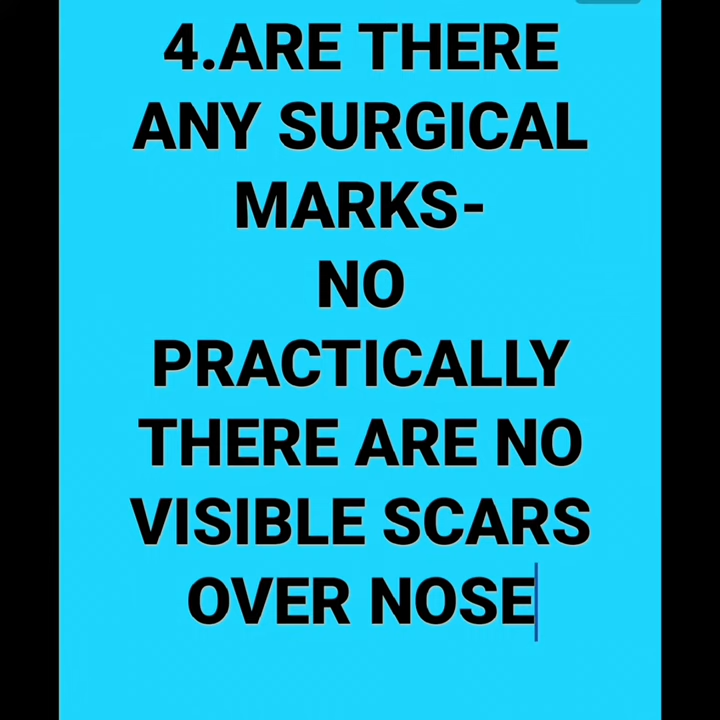 4.ARE THERE
ANY SURGICAL
MARKS-
NO
PRACTICALLY
THERE ARE NO
VISIBLE SCARS
OVER NOSE